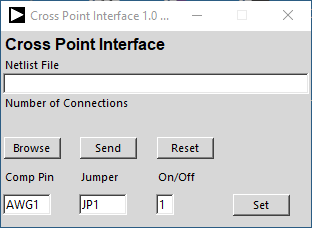 Cross Point Interface 1.0 ...
Cross Point Interface
Netlist File
Number of Connections
Browse Send Reset
Comp Pin Jumper On/Off
AWG1 JP1 1 Set